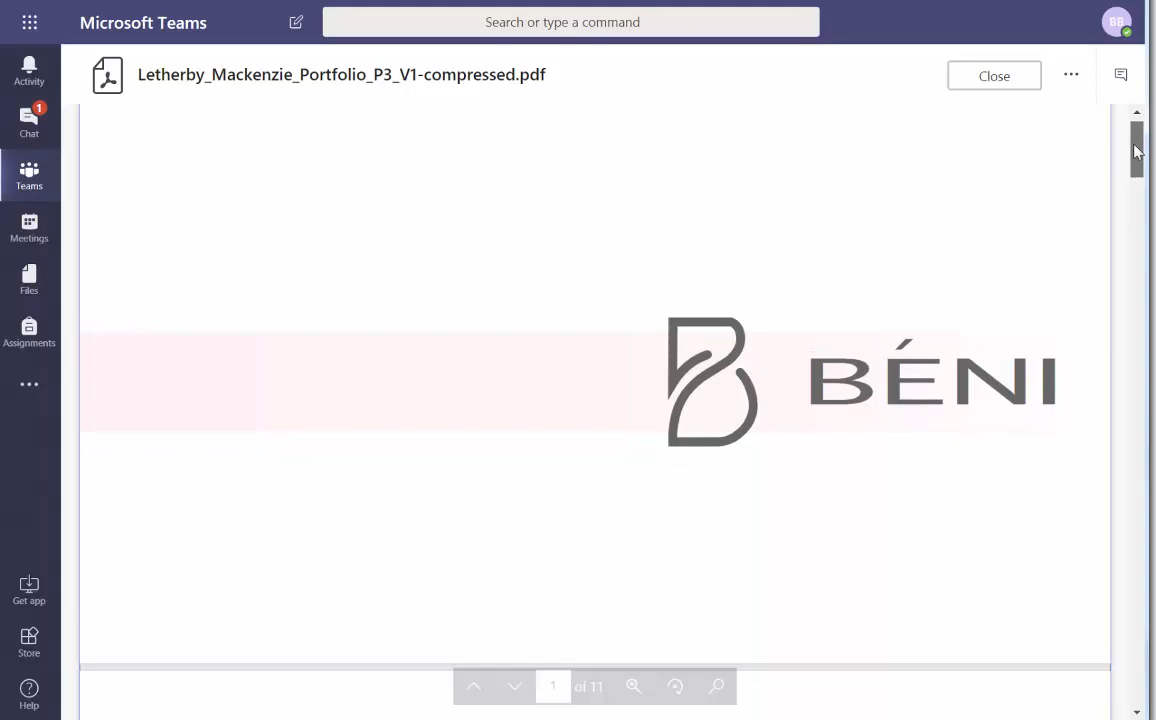 Microsoft Teams
Search or type a command
BB
Activity
Letherby_Mackenzie_Portfolio_P3_V1-compressed.pdf
Close
1
Chat
Teams
Meetings
Files
Assignments
BÉNI
Get app
Store
Help
1 of 11